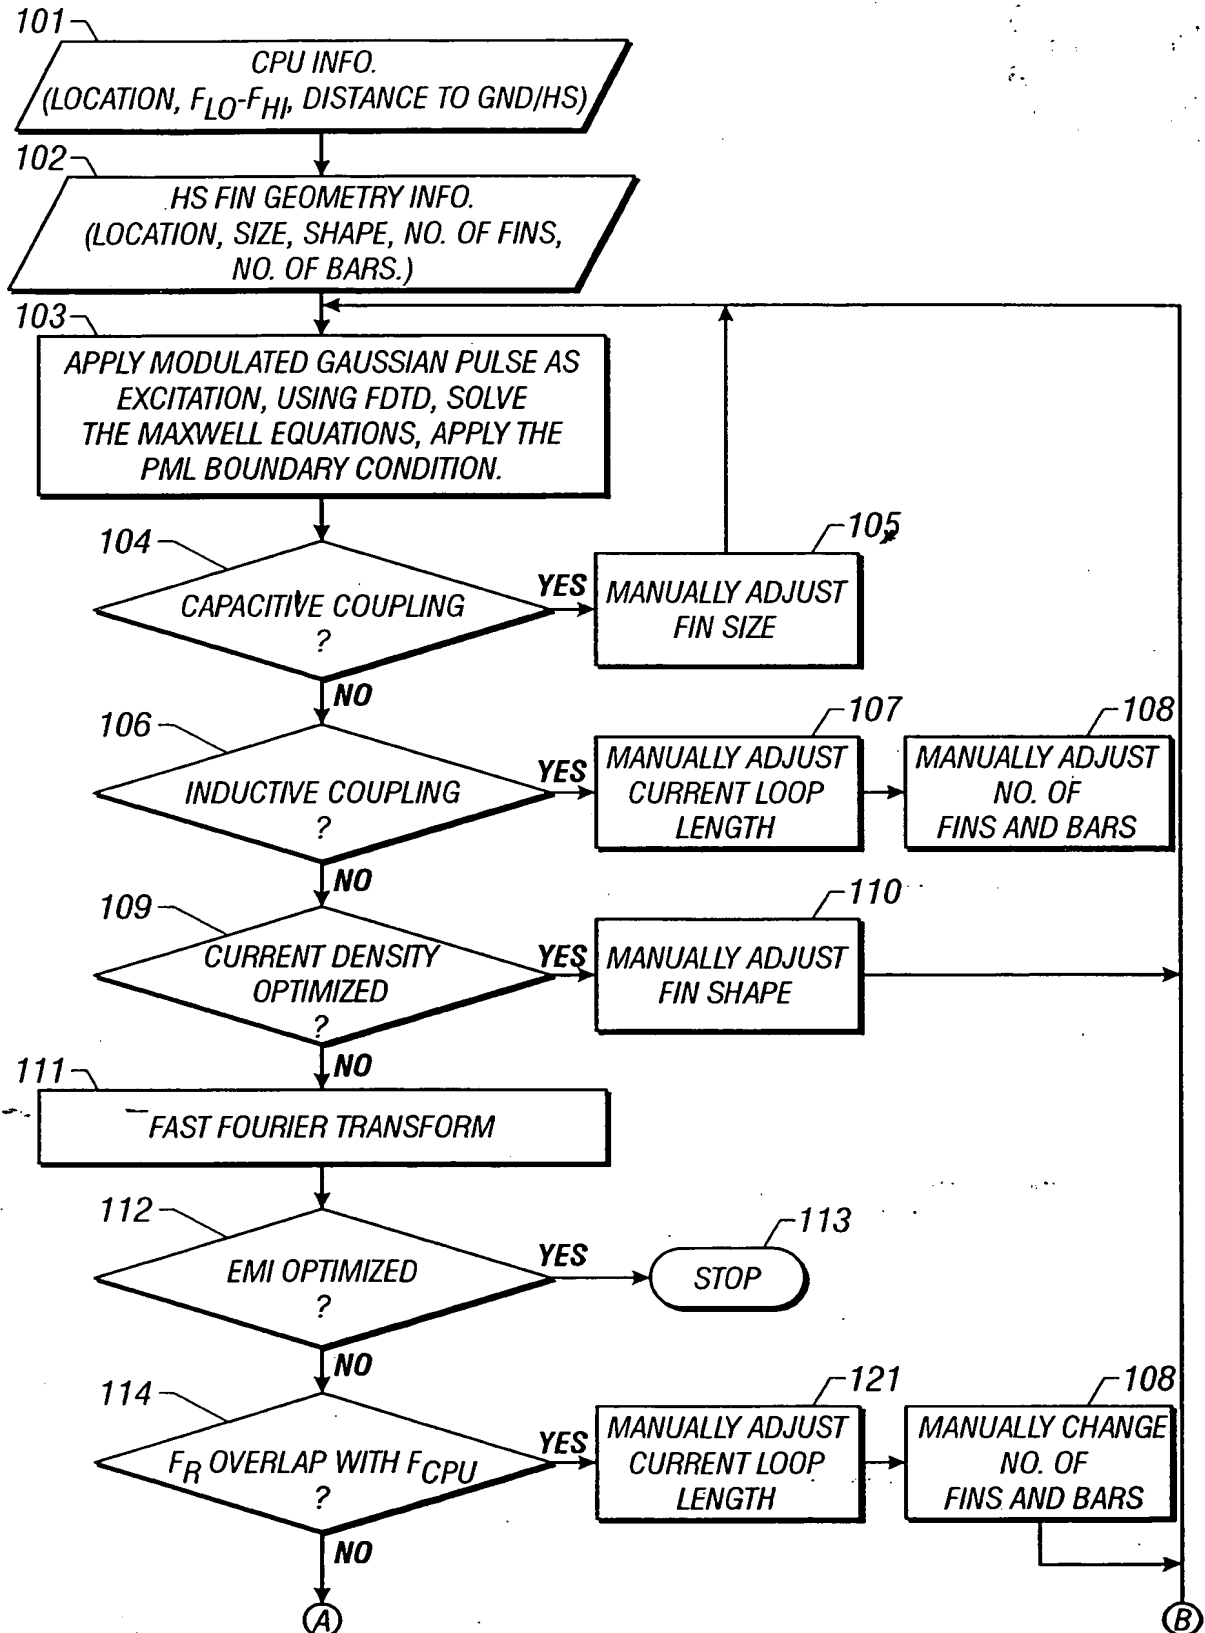 101
CPU INFO.
(LOCATION, FLO-FHI, DISTANCE TO GND/HS)
102
HS FIN GEOMETRY INFO.
(LOCATION, SIZE, SHAPE, NO. OF FINS,
NO. OF BARS.)
103
APPLY MODULATED GAUSSIAN PULSE AS
EXCITATION, USING FDTD, SOLVE
THE MAXWELL EQUATIONS, APPLY THE
PML BOUNDARY CONDITION.
104
CAPACITIVE COUPLING
?
YES
105
MANUALLY ADJUST
FIN SIZE
NO
106
INDUCTIVE COUPLING
?
YES
107
MANUALLY ADJUST
CURRENT LOOP
LENGTH
108
MANUALLY ADJUST
NO. OF
FINS AND BARS
NO
109
CURRENT DENSITY
OPTIMIZED
?
YES
110
MANUALLY ADJUST
FIN SHAPE
NO
111
FAST FOURIER TRANSFORM
112
EMI OPTIMIZED
?
YES
113
STOP
NO
114
FR OVERLAP WITH FCPU
?
YES
121
MANUALLY ADJUST
CURRENT LOOP
LENGTH
108
MANUALLY CHANGE
NO. OF
FINS AND BARS
NO
A
B